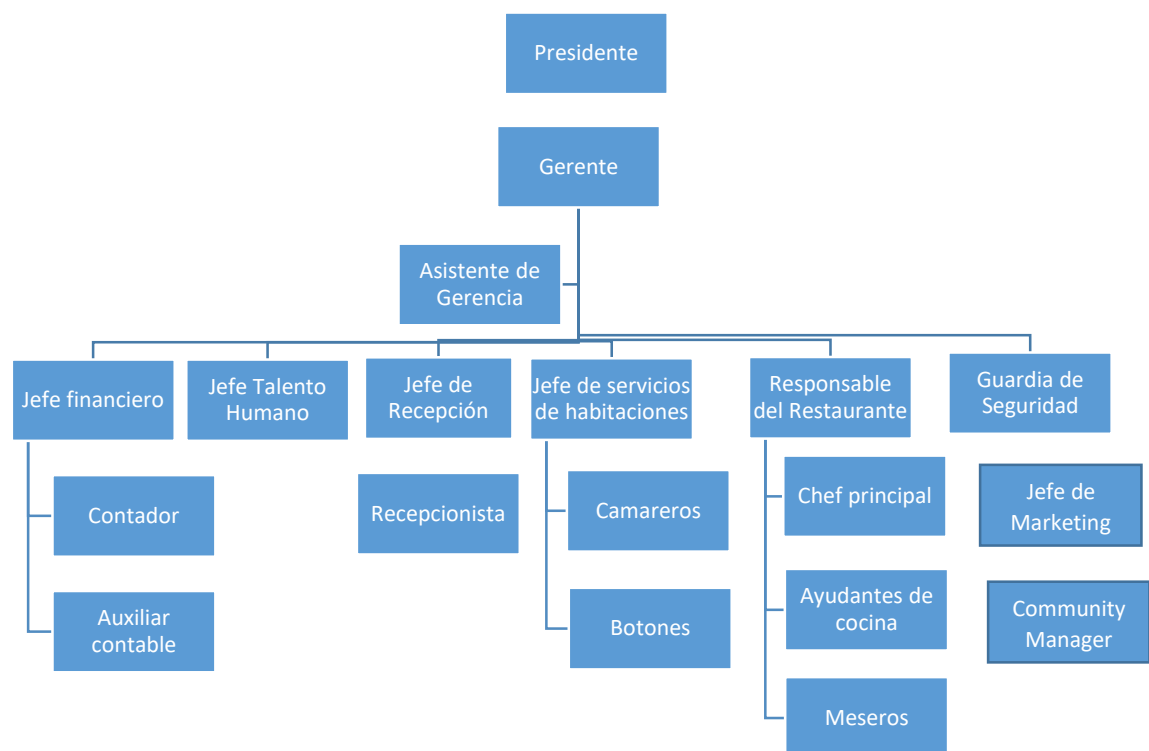 Presidente
Gerente
Asistente de
Gerencia
Jefe financiero
Jefe Talento
Humano
Jefe de
Recepción
Jefe de servicios
de habitaciones
Responsable
del Restaurante
Guardia de
Seguridad
Contador
Recepcionista
Camareros
Chef principal
Jefe de
Marketing
Auxiliar
contable
Botones
Ayudantes de
cocina
Community
Manager
Meseros